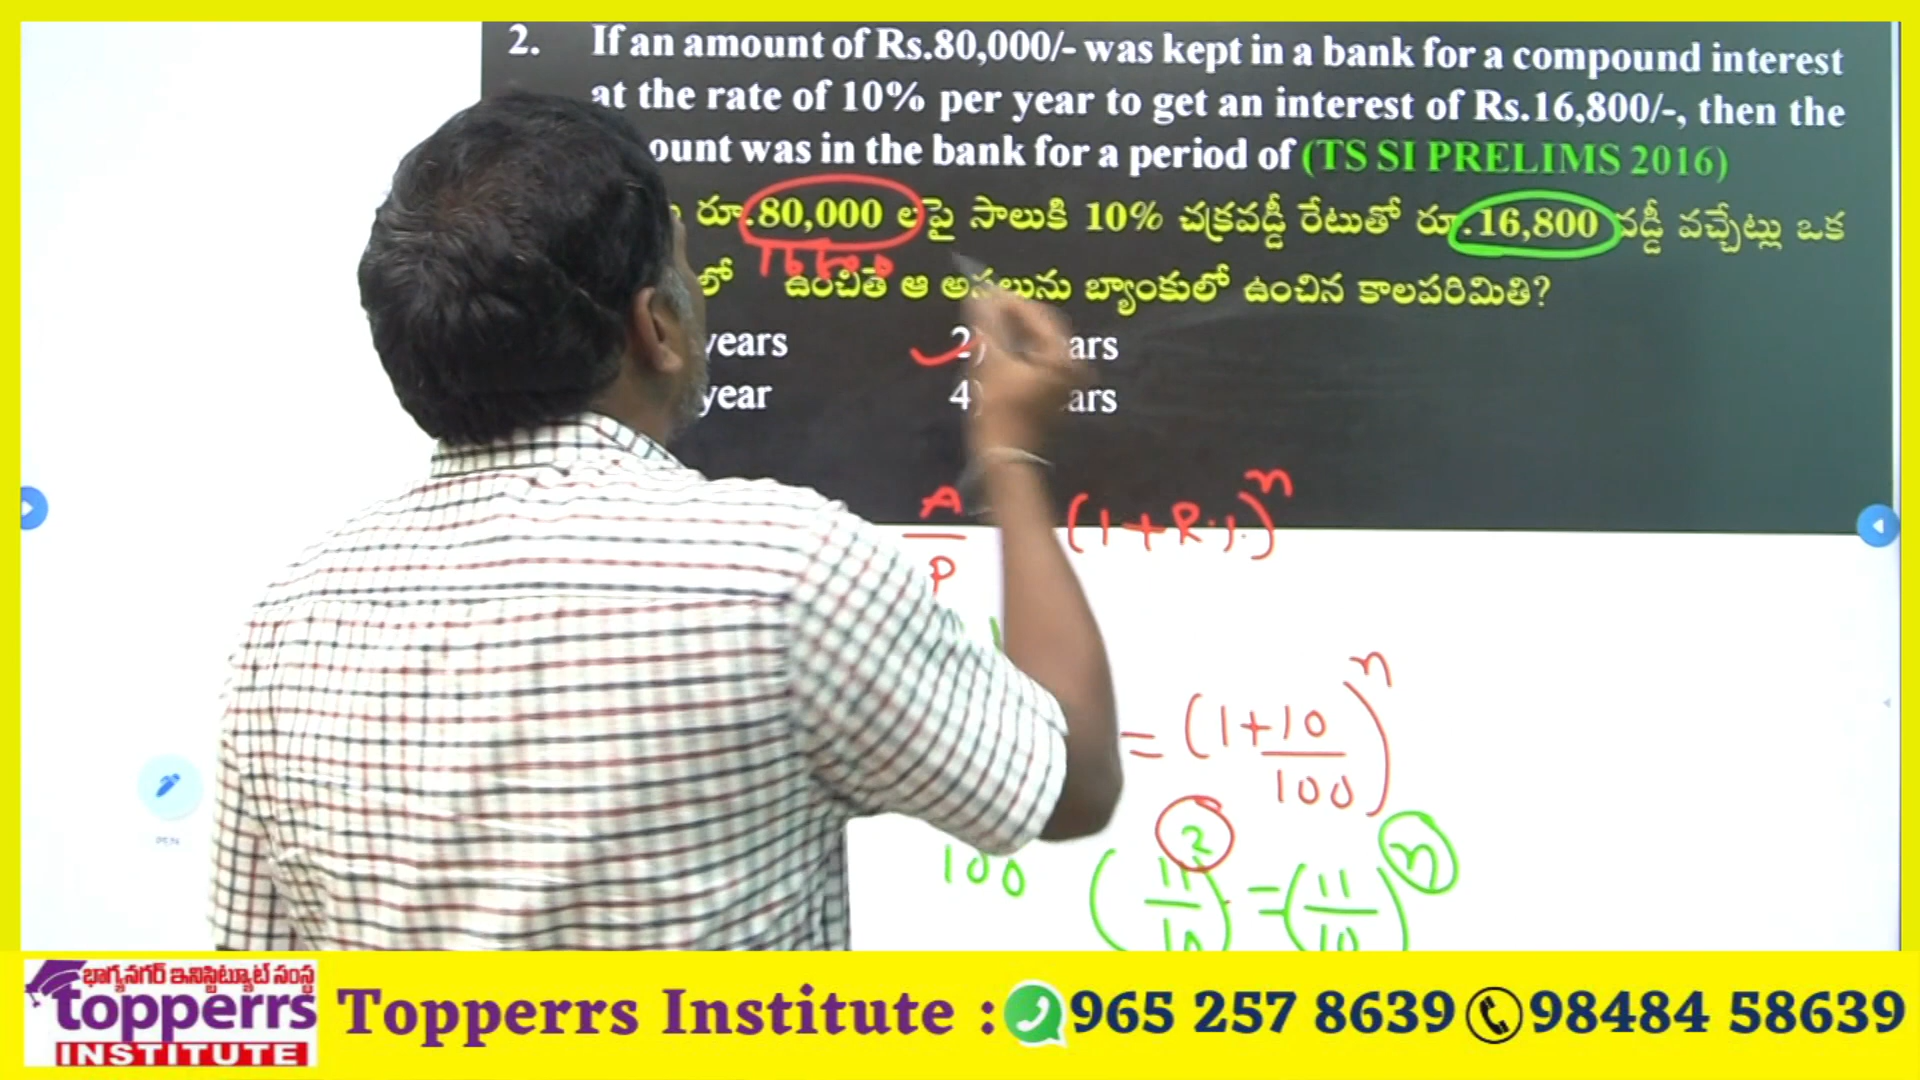 2. If an amount of Rs.80,000/- was kept in a bank for a compound interest
at the rate of 10% per year to get an interest of Rs.16,800/-, then the
ount was in the bank for a period of (TS SI PRELIMS 2016)
రూ.80,000 లపై సాలుకి 10% చక్రవడ్డీ రేటుతో రూ.16,800 వడ్డీ వచ్చేట్లు ఒక
లో ఉంచితే ఆ అసలును బ్యాంకులో ఉంచిన కాలపరిమితి?
years 2) ars
year 4) ars
A/P (1+R%)^n
= (1+10/100)^n
100 (11/10)^2 = (11/10)^n
భాగ్యనగర్ ఇనిస్టిట్యూట్ సంస్థ
topperrs
INSTITUTE
Topperrs Institute : 965 257 8639 98484 58639